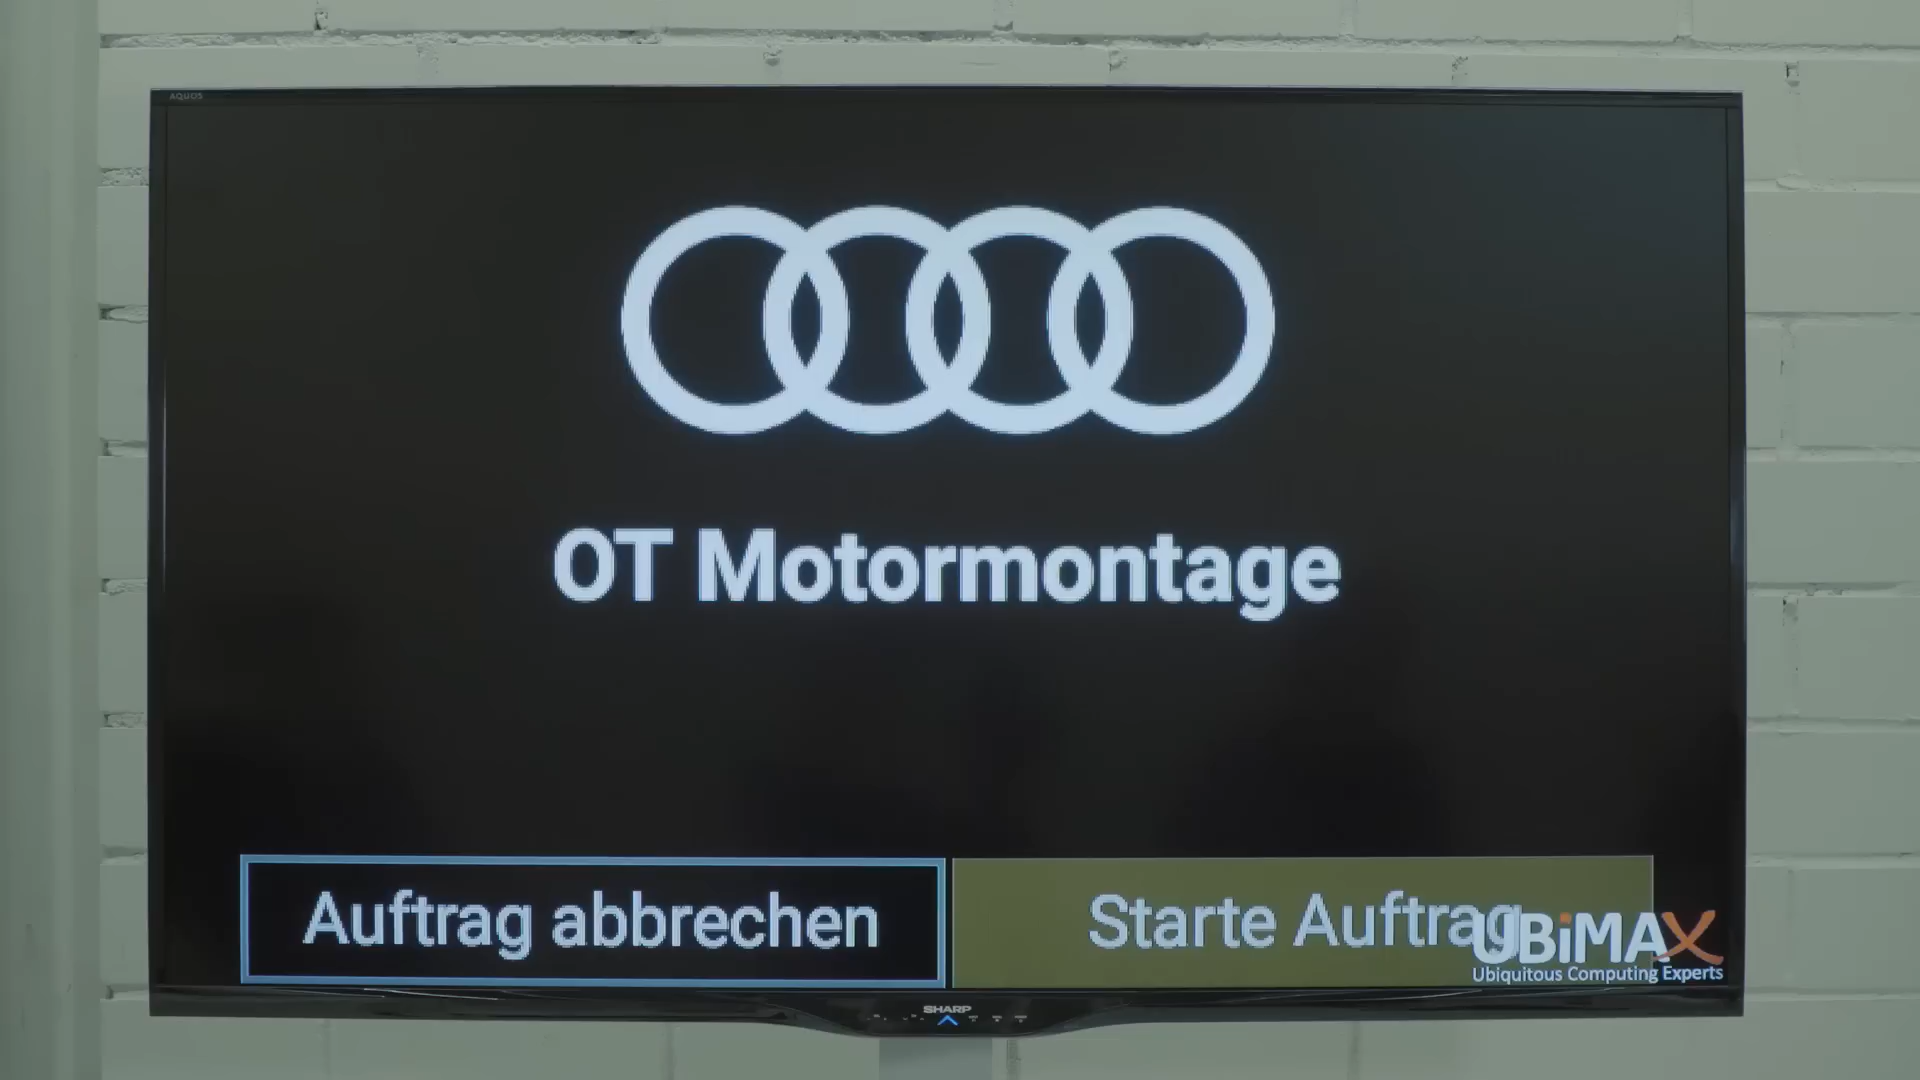 AQUOS
OT Motormontage
Auftrag abbrechen
Starte Auftrag
UBiMAX
Ubiquitous Computing Experts
SHARP